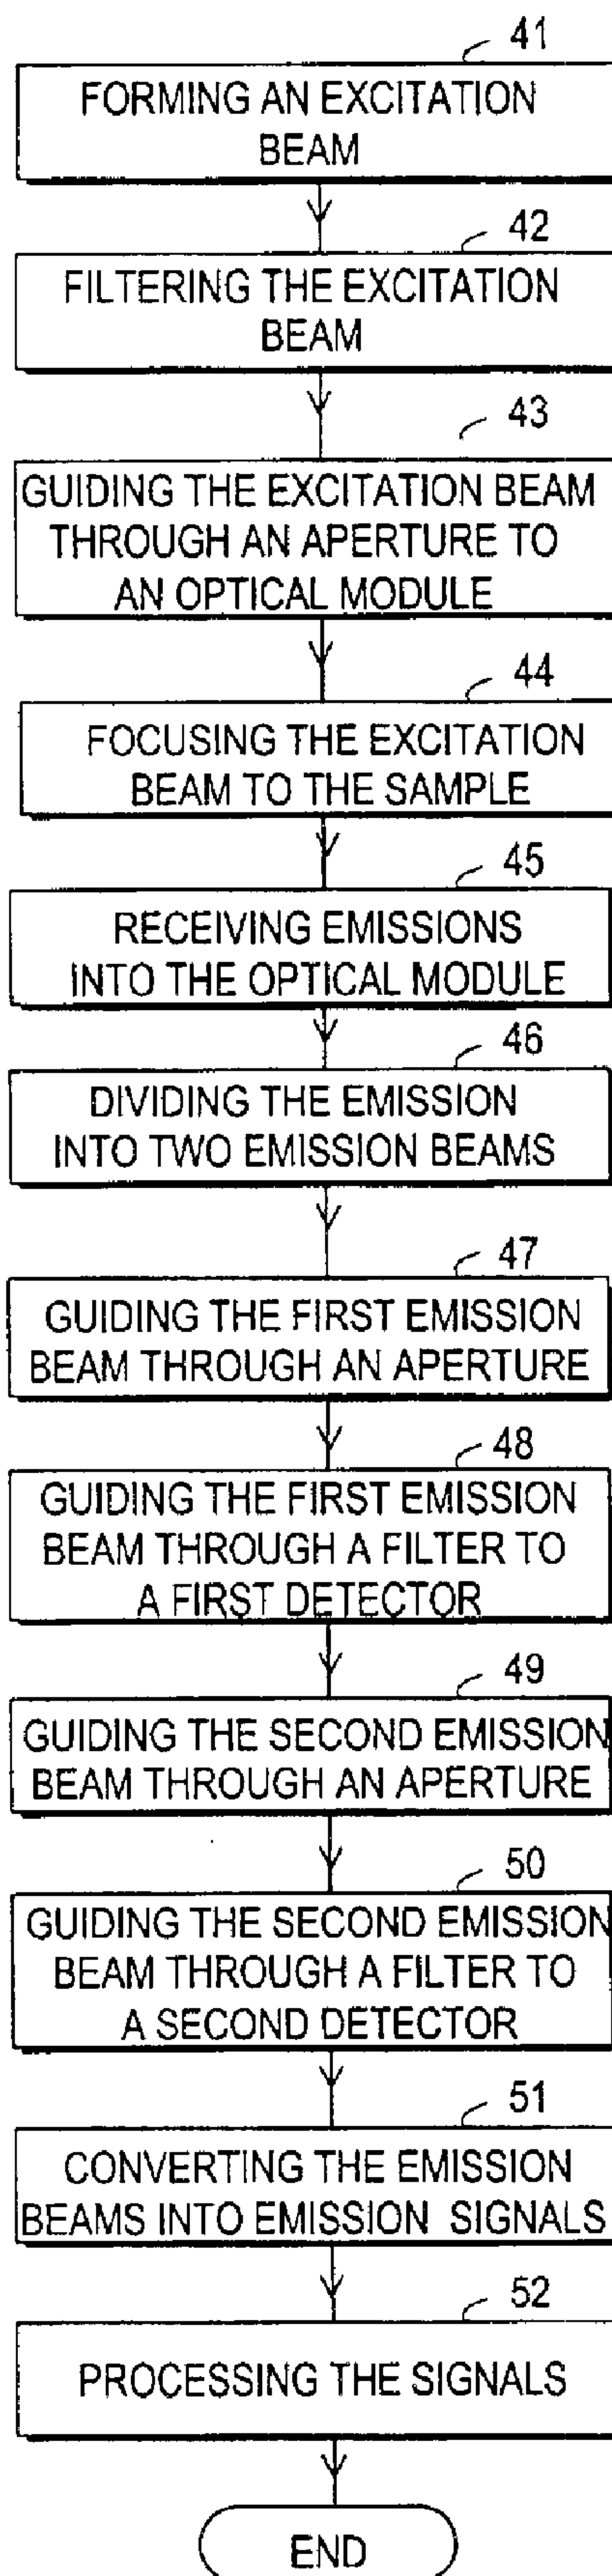 41
FORMING AN EXCITATION
BEAM
42
FILTERING THE EXCITATION
BEAM
43
GUIDING THE EXCITATION BEAM
THROUGH AN APERTURE TO
AN OPTICAL MODULE
44
FOCUSING THE EXCITATION
BEAM TO THE SAMPLE
45
RECEIVING EMISSIONS
INTO THE OPTICAL MODULE
46
DIVIDING THE EMISSION
INTO TWO EMISSION BEAMS
47
GUIDING THE FIRST EMISSION
BEAM THROUGH AN APERTURE
48
GUIDING THE FIRST EMISSION
BEAM THROUGH A FILTER TO
A FIRST DETECTOR
49
GUIDING THE SECOND EMISSION
BEAM THROUGH AN APERTURE
50
GUIDING THE SECOND EMISSION
BEAM THROUGH A FILTER TO
A SECOND DETECTOR
51
CONVERTING THE EMISSION
BEAMS INTO EMISSION SIGNALS
52
PROCESSING THE SIGNALS
END